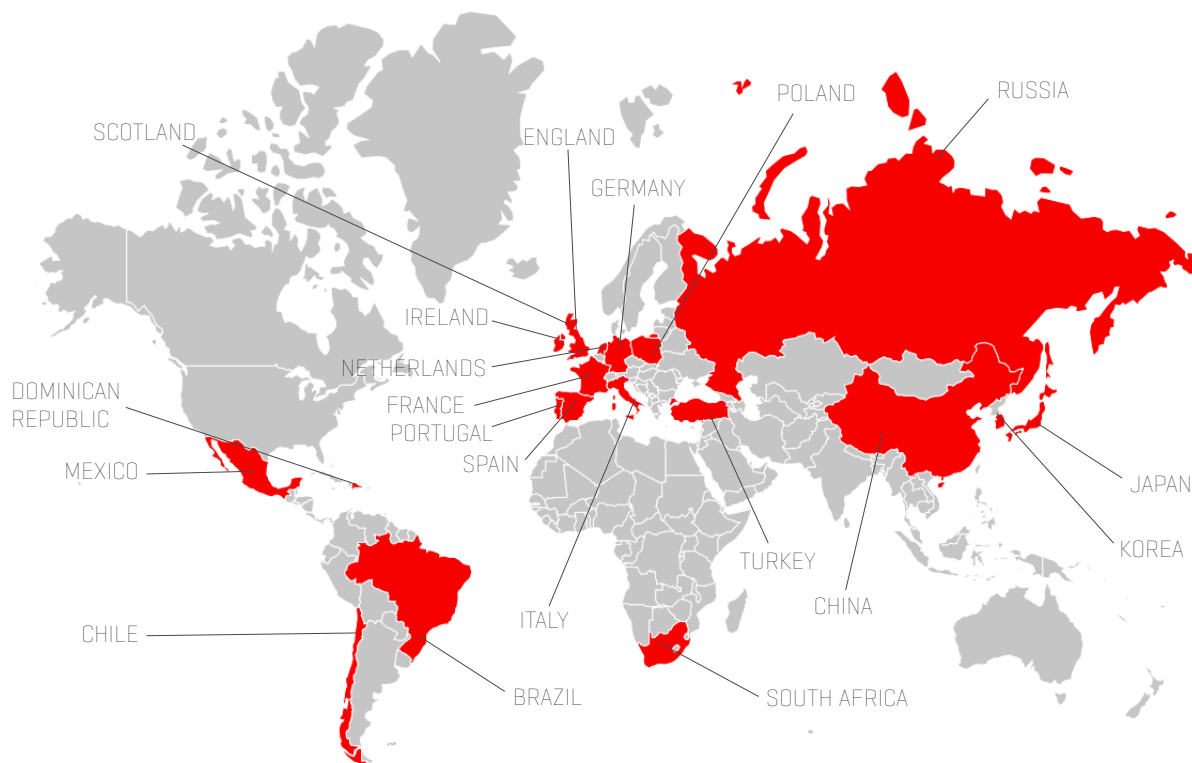 POLAND
RUSSIA
SCOTLAND
ENGLAND
GERMANY
IRELAND
NETHERLANDS
DOMINICAN
REPUBLIC
FRANCE
PORTUGAL
SPAIN
MEXICO
JAPAN
KOREA
TURKEY
CHINA
ITALY
CHILE
BRAZIL
SOUTH AFRICA